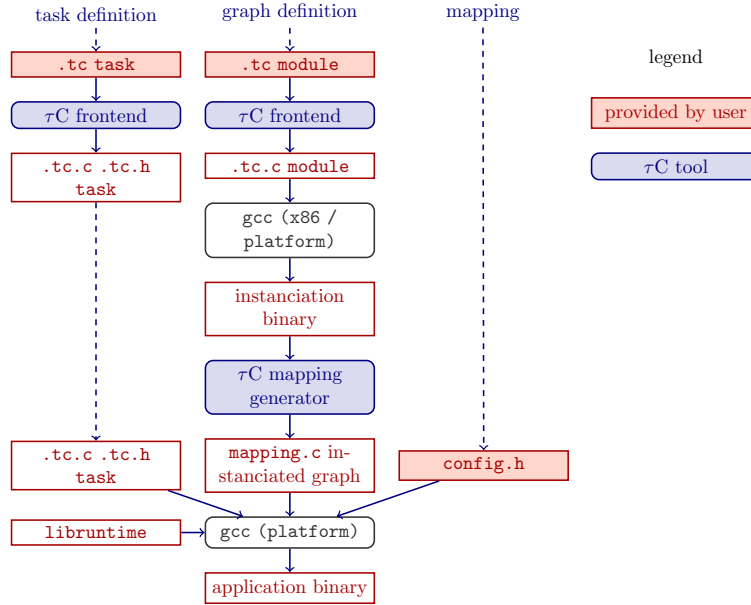 task definition
graph definition
mapping
.tc task
.tc module
legend
provided by user
τC frontend
τC frontend
.tc.c .tc.h
task
.tc.c module
τC tool
gcc (x86 /
platform)
instanciation
binary
τC mapping
generator
.tc.c .tc.h
task
mapping.c in-
stanciated graph
config.h
libruntime
gcc (platform)
application binary